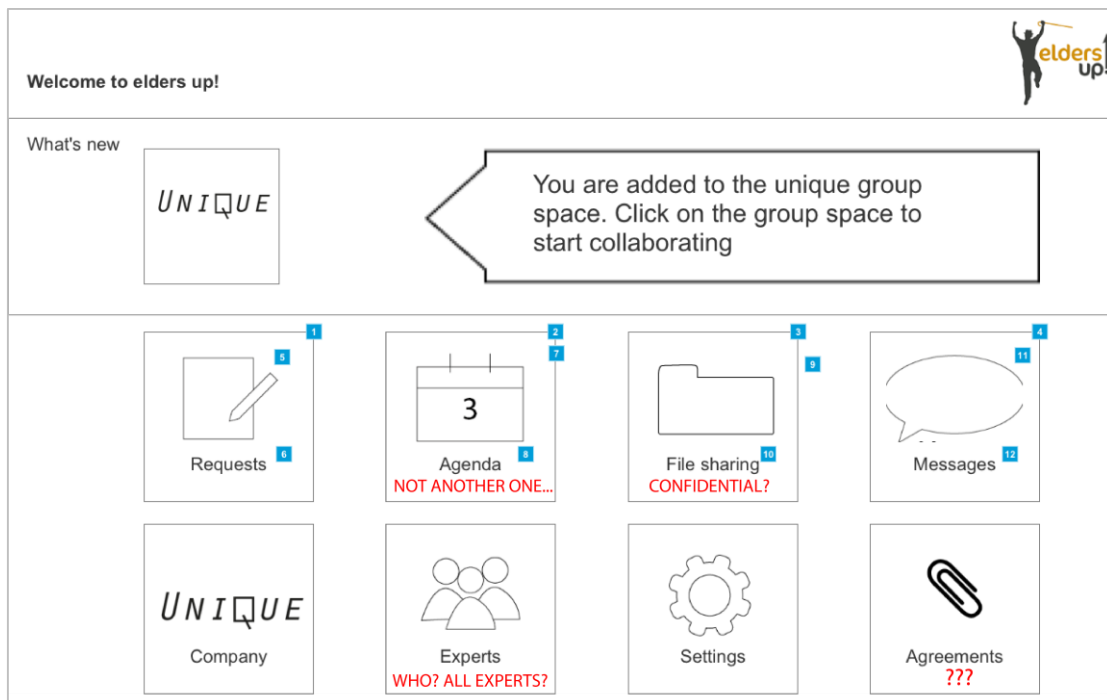 elders
up!
Welcome to elders up!
What's new
UNIQUE
You are added to the unique group
space. Click on the group space to
start collaborating
1
2
3
4
5
7
9
11
3
6
8
10
12
Requests
Agenda
File sharing
Messages
NOT ANOTHER ONE...
CONFIDENTIAL?
UNIQUE
Company
Experts
Settings
Agreements
WHO? ALL EXPERTS?
???